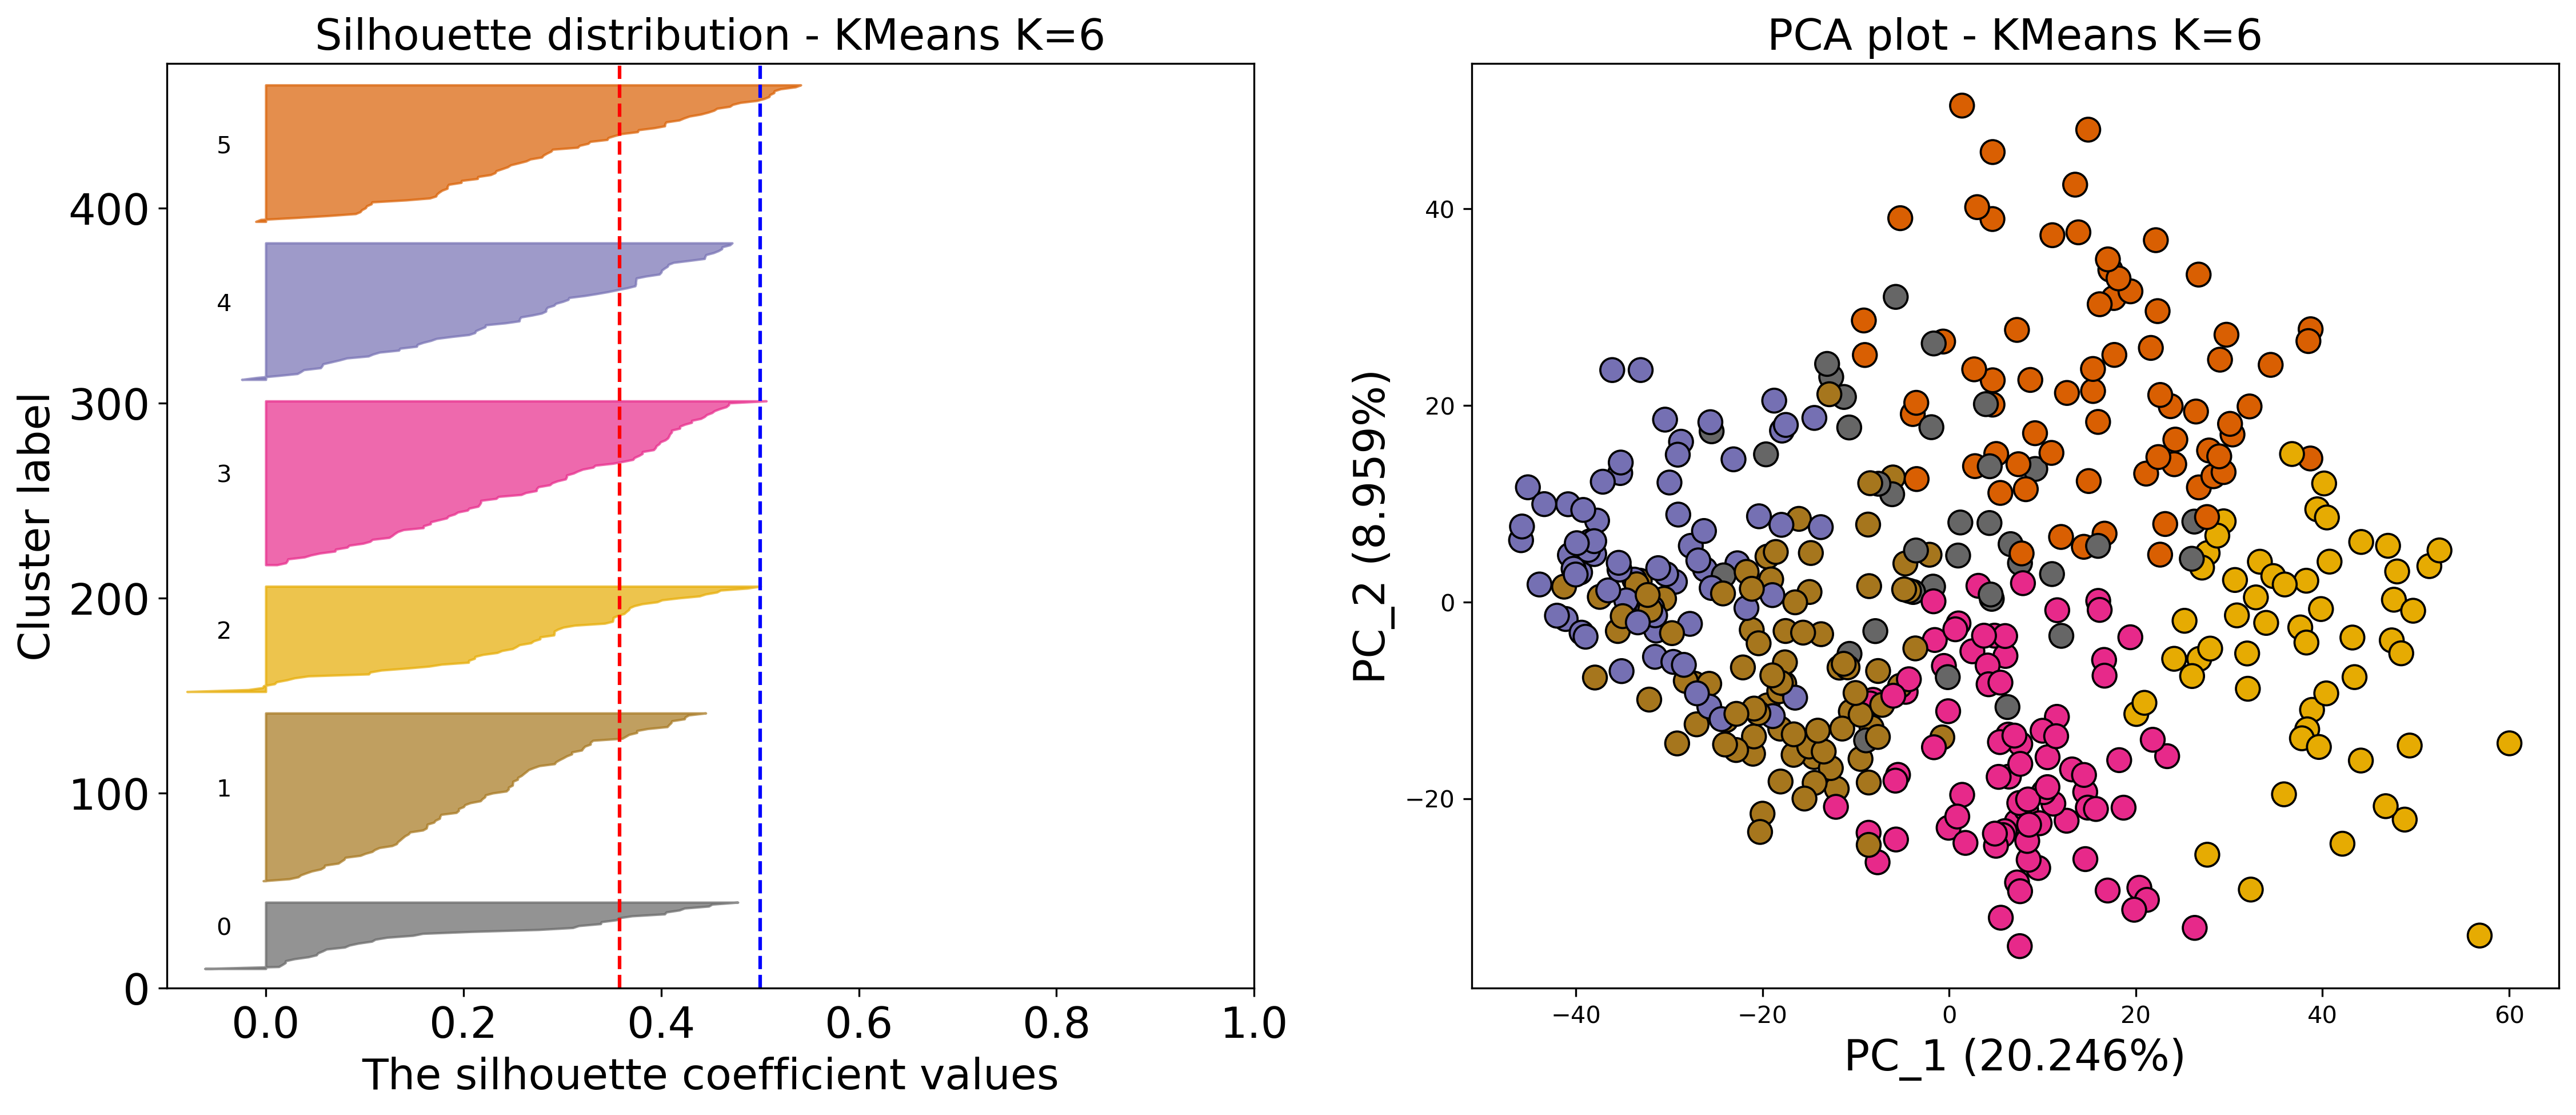 Silhouette distribution - KMeans K=6
Cluster label
400
300
200
100
0
5
4
3
2
1
0
0.0 0.2 0.4 0.6 0.8 1.0
The silhouette coefficient values
PCA plot - KMeans K=6
PC_2 (8.959%)
40
20
0
−20
−40 −20 0 20 40 60
PC_1 (20.246%)